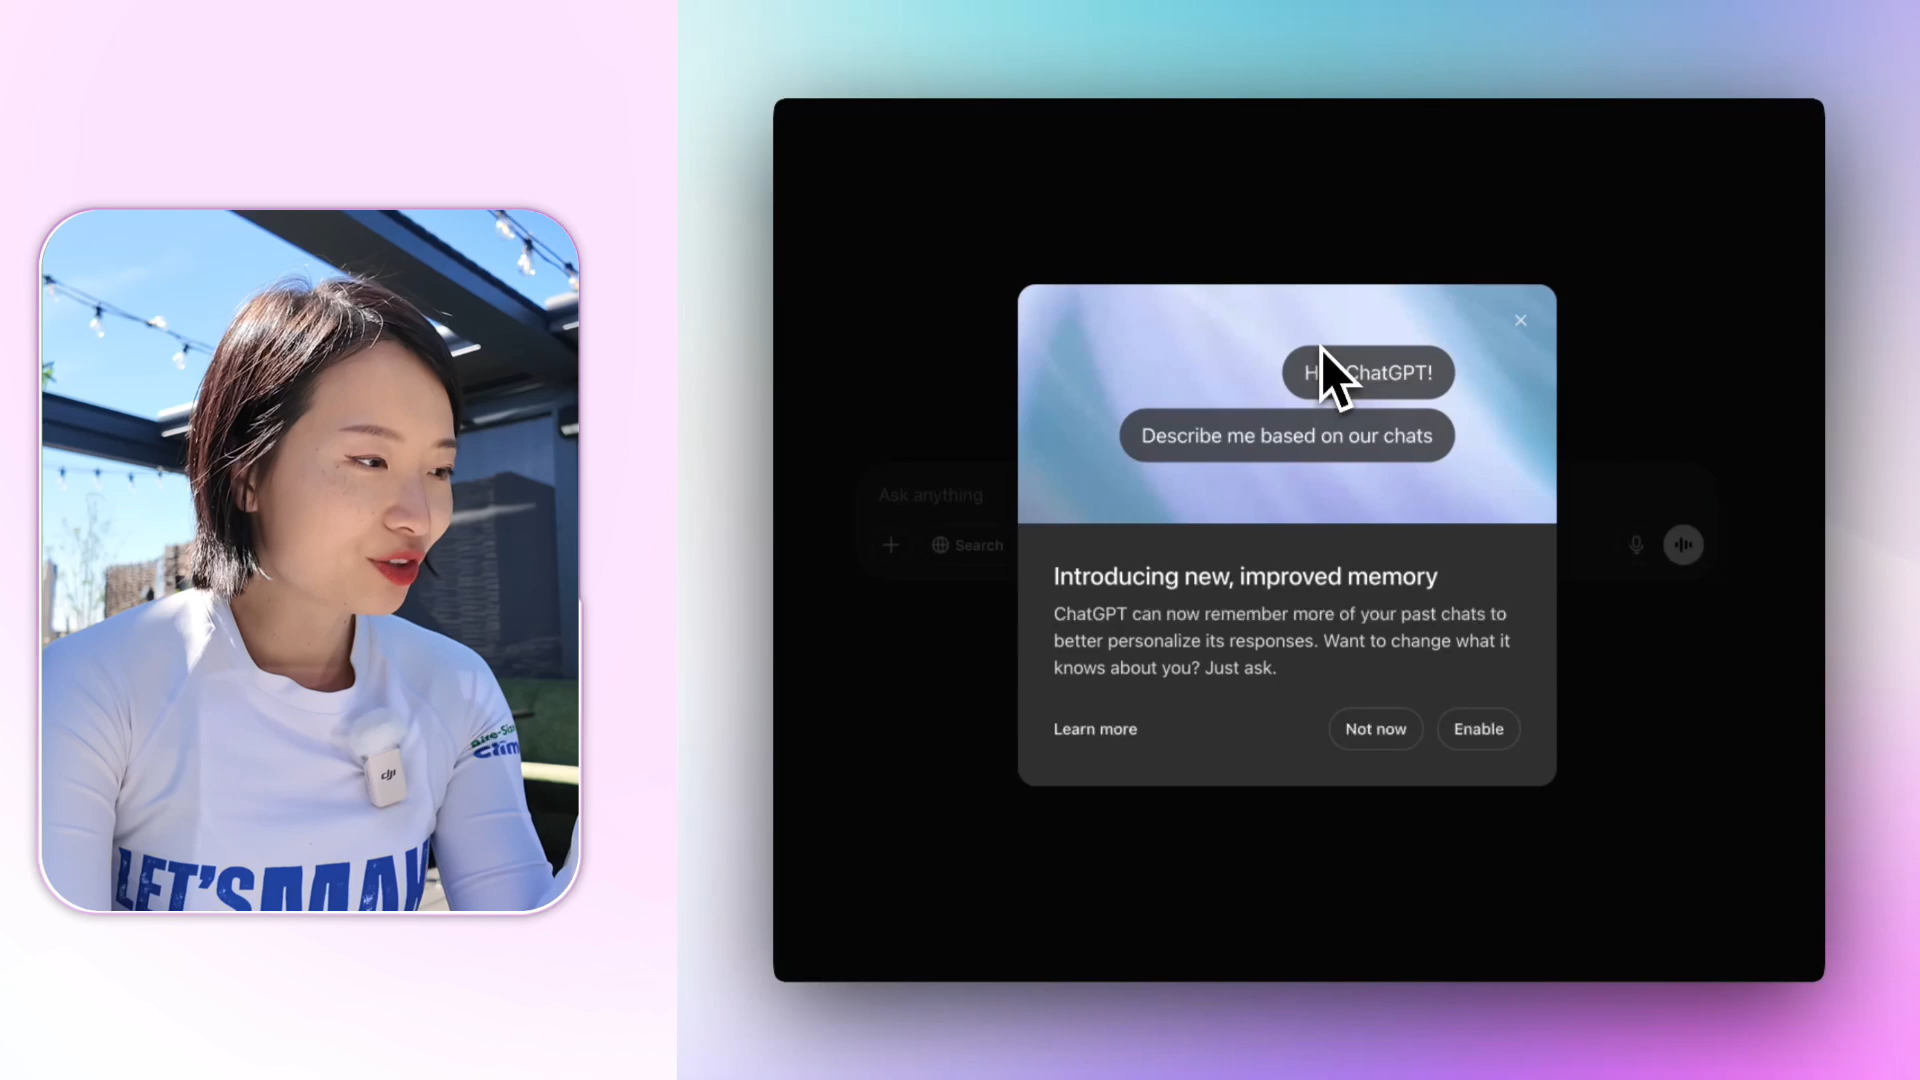 ChatGPT!
Describe me based on our chats
Ask anything
Search
Introducing new, improved memory
ChatGPT can now remember more of your past chats to
better personalize its responses. Want to change what it
knows about you? Just ask.
Learn more
Not now
Enable
dji
LET'S